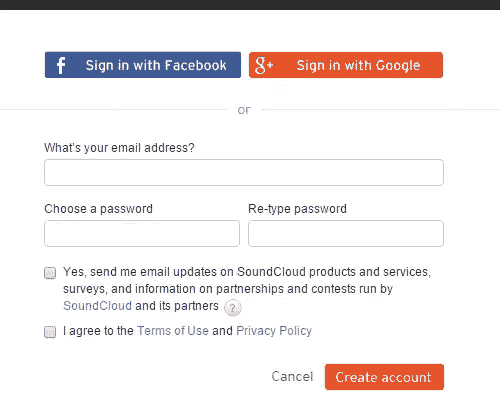 f Sign in with Facebook
g+ Sign in with Google
or
What's your email address?
Choose a password
Re-type password
Yes, send me email updates on SoundCloud products and services,
surveys, and information on partnerships and contests run by
SoundCloud and its partners ?
I agree to the Terms of Use and Privacy Policy
Cancel
Create account